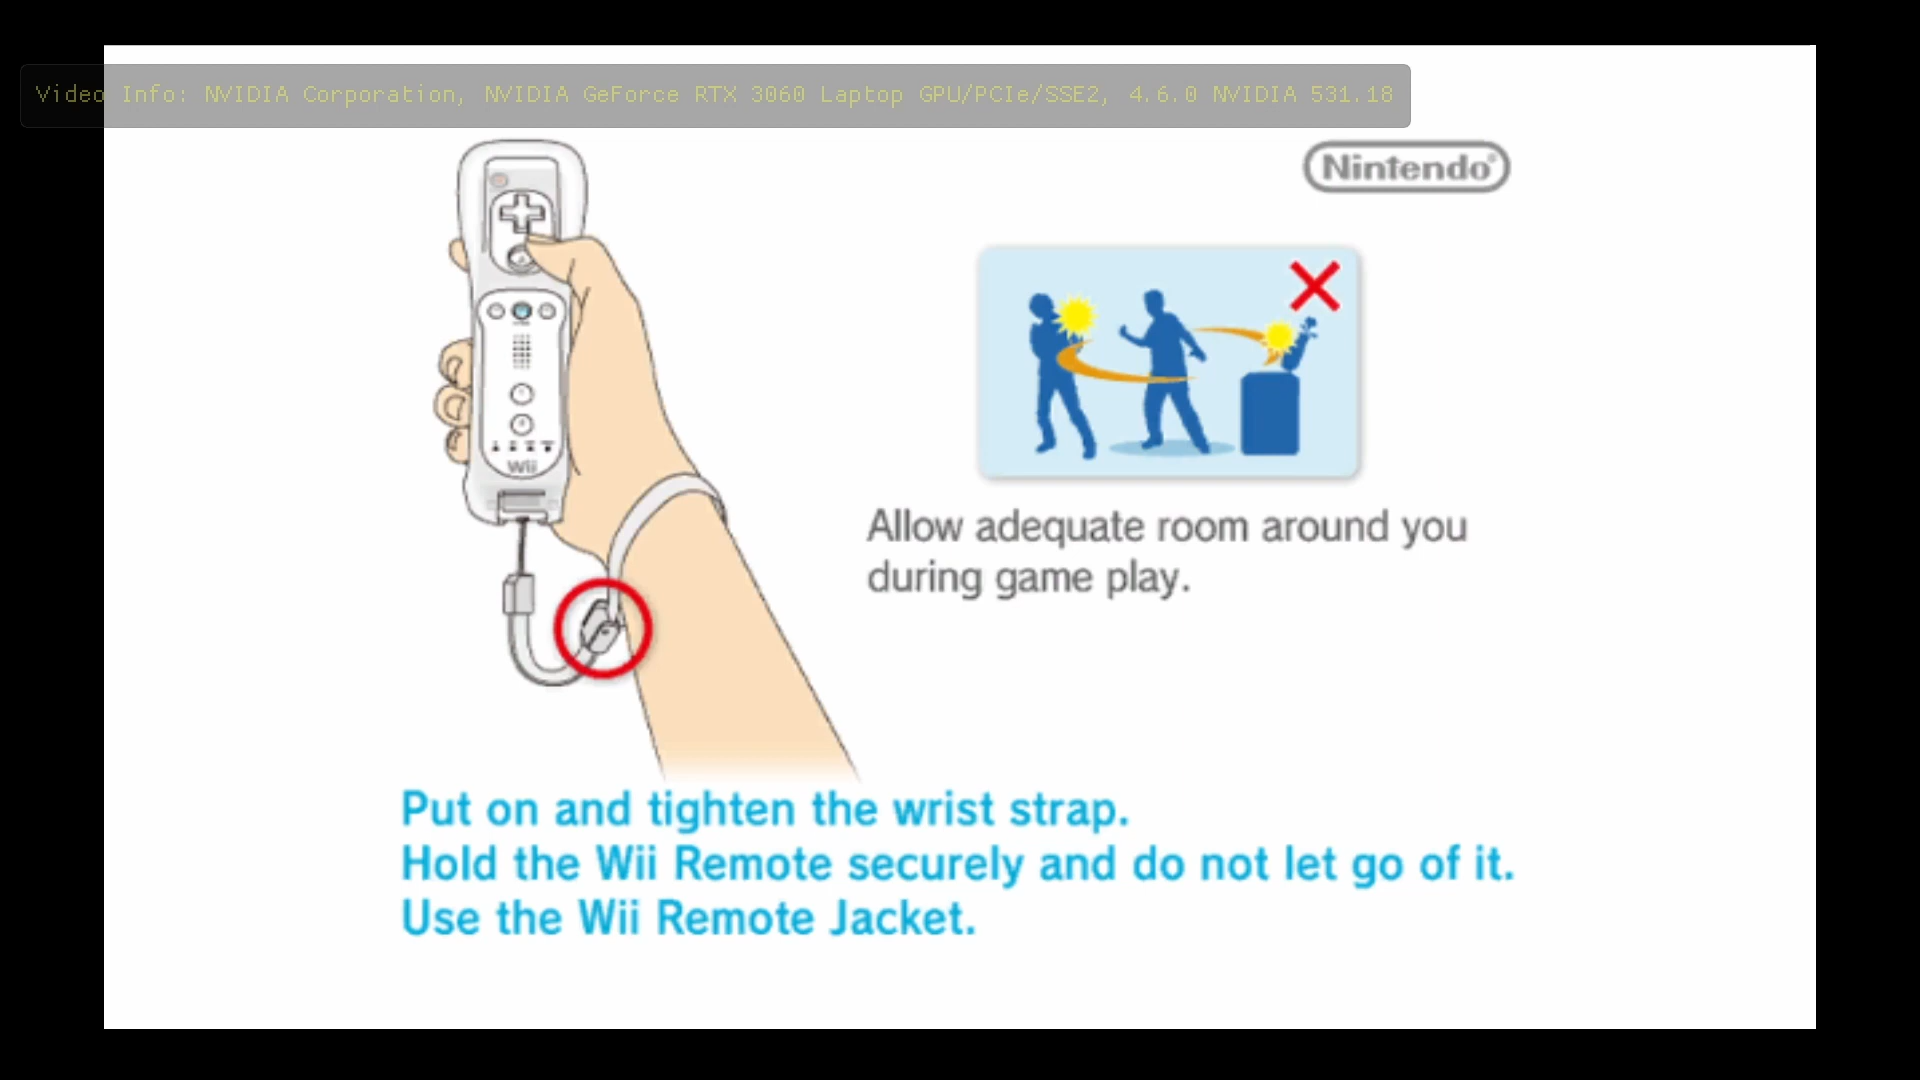 Video Info: NVIDIA Corporation, NVIDIA GeForce RTX 3060 Laptop GPU/PCIe/SSE2, 4.6.0 NVIDIA 531.18
Nintendo®
Wii
Allow adequate room around you
during game play.
Put on and tighten the wrist strap.
Hold the Wii Remote securely and do not let go of it.
Use the Wii Remote Jacket.